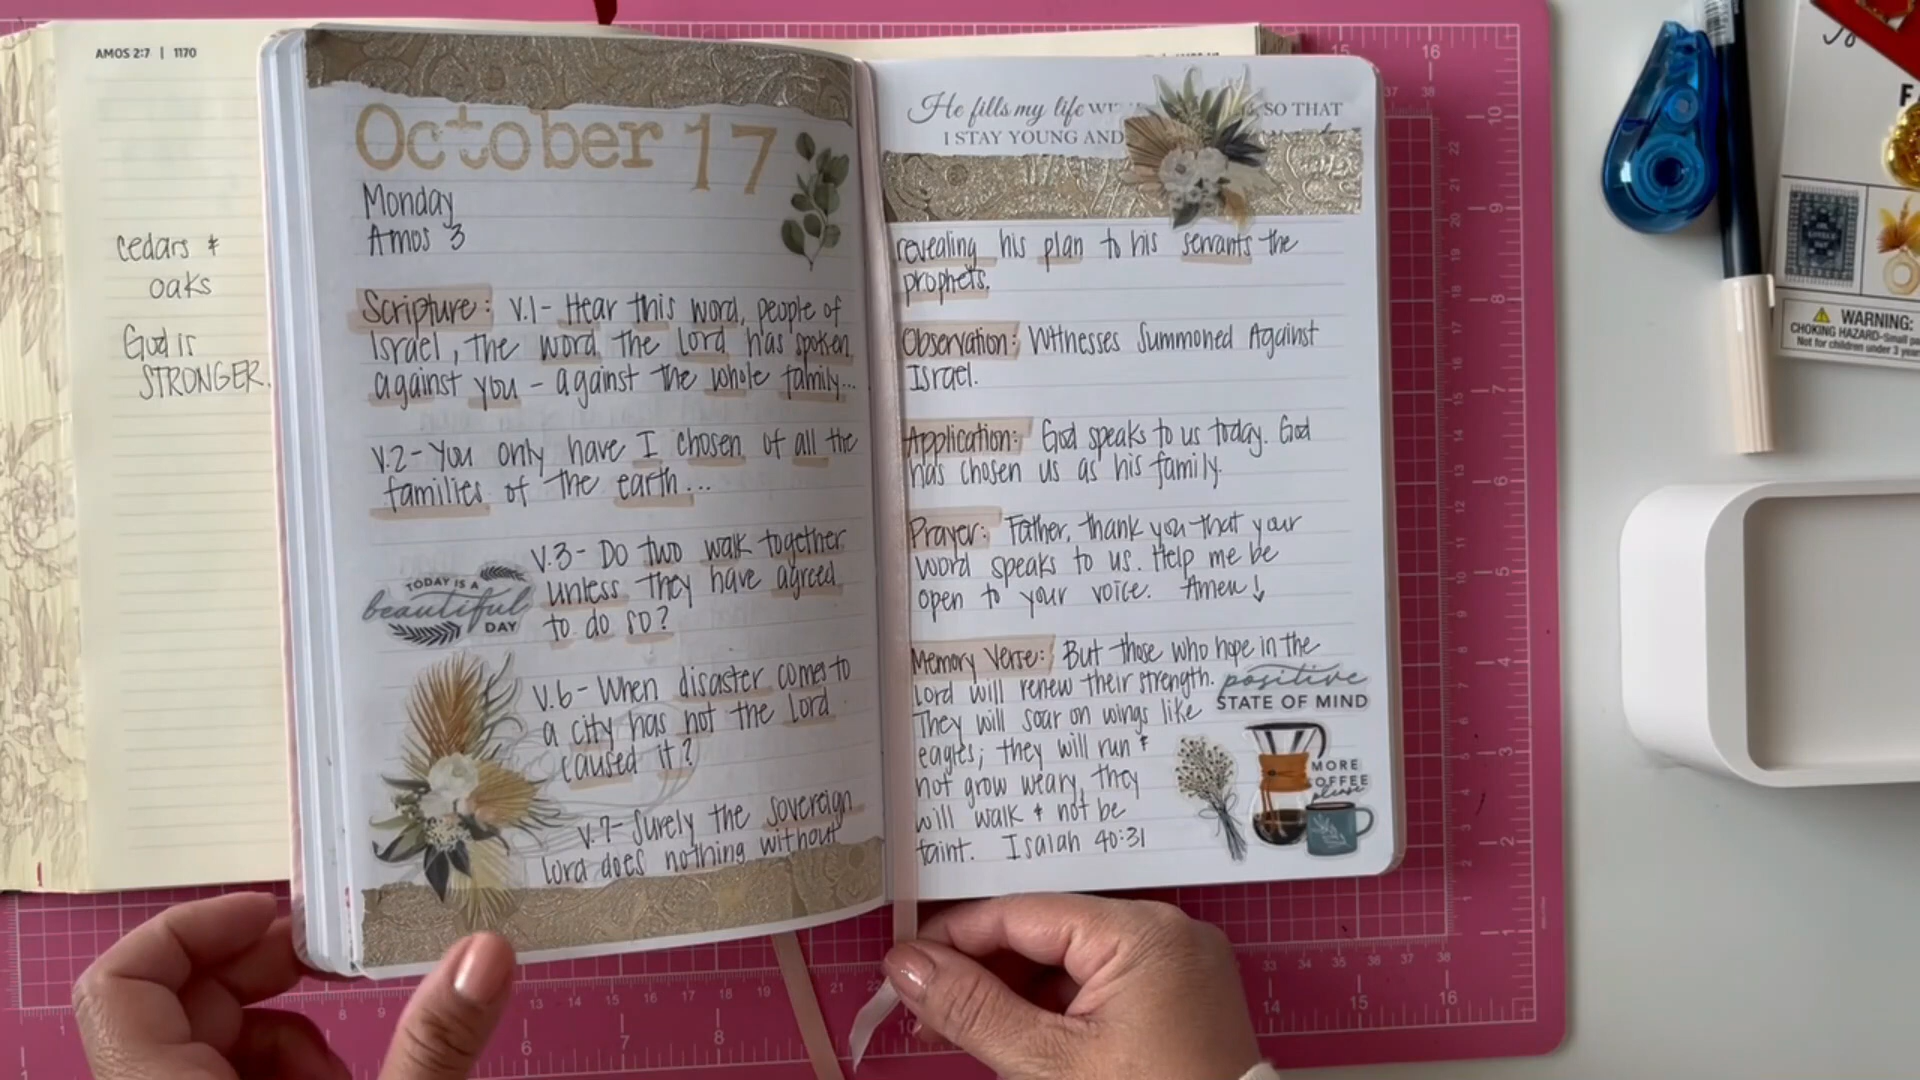 AMOS 2:7 | 1170
cedars &
oaks
God is
STRONGER.
October 17
Monday
Amos 3
Scripture: V.1- Hear this word, people of
Israel, the word the Lord has spoken
against you - against the whole family...
V.2- You only have I chosen of all the
families of the earth...
V.3- Do two walk together
unless they have agreed
to do so?
TODAY IS A
beautiful
DAY
V.6- When disaster comes to
a city has not the Lord
caused it?
V.7- Surely the sovereign
Lord does nothing without
He fills my life SO THAT
I STAY YOUNG AND
revealing his plan to his servants the
prophets.
Observation: Witnesses Summoned Against
Israel.
Application: God speaks to us today. God
has chosen us as his family.
Prayer: Father, thank you that your
word speaks to us. Help me be
open to your voice. Amen!
Memory Verse: But those who hope in the
Lord will renew their strength.
They will soar on wings like
eagles; they will run &
not grow weary, they
will walk & not be
faint. Isaiah 40:31
positive
STATE OF MIND
MORE
COFFEE
please
WARNING:
CHOKING HAZARD-Small
Not for children under 3